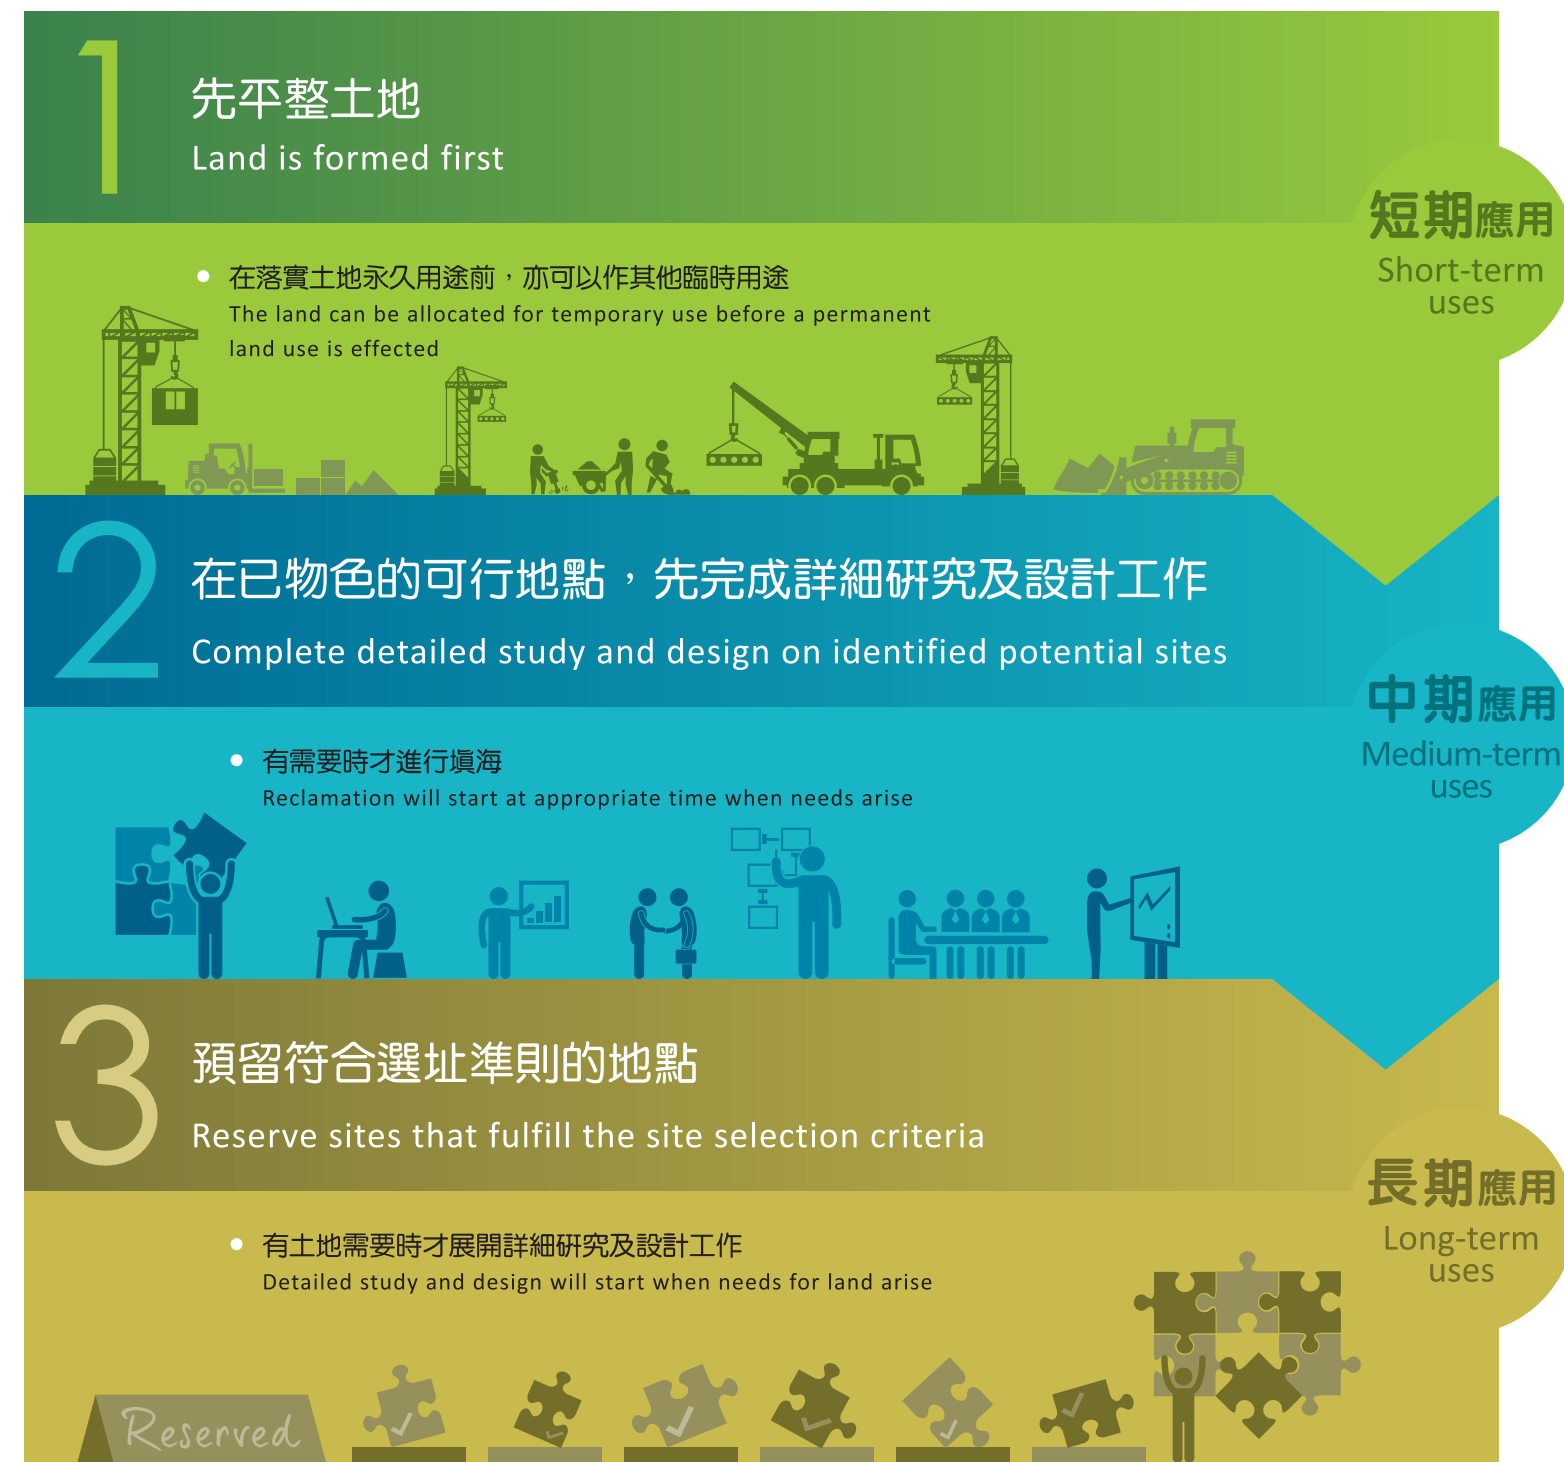 1
先平整土地
Land is formed first
短期應用
Short-term
uses
• 在落實土地永久用途前，亦可以作其他臨時用途
The land can be allocated for temporary use before a permanent
land use is effected
2
在已物色的可行地點，先完成詳細研究及設計工作
Complete detailed study and design on identified potential sites
中期應用
Medium-term
uses
• 有需要時才進行填海
Reclamation will start at appropriate time when needs arise
3
預留符合選址準則的地點
Reserve sites that fulfill the site selection criteria
長期應用
Long-term
uses
• 有土地需要時才展開詳細研究及設計工作
Detailed study and design will start when needs for land arise
Reserved